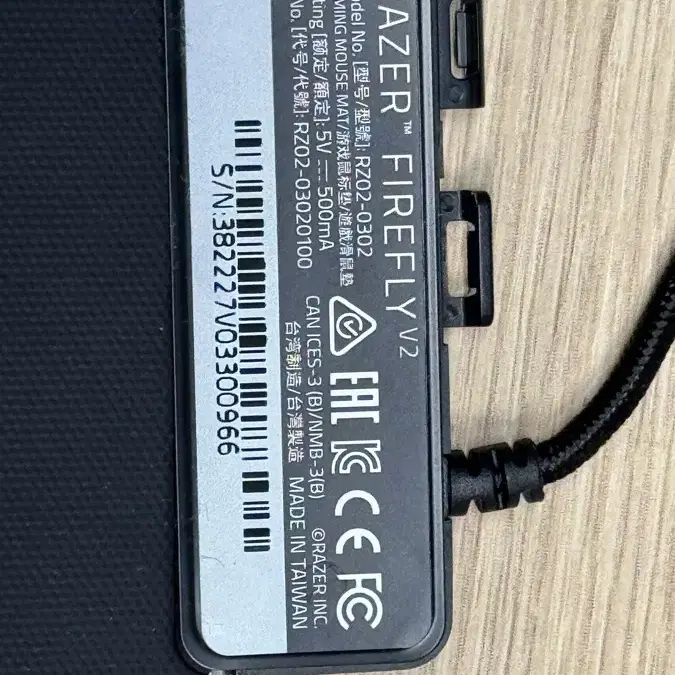 AZER™ FIREFLY V2
odel No. [型号/型號]: RZ02-0302
MING MOUSE MAT/游戏鼠标垫/遊戲滑鼠墊
ting [额定/額定]: 5V ⎓ 500mA
No. [代号/代號]: RZ02-03020100
EAC
CE FC
CAN ICES-3 (B)/NMB-3(B)
台湾制造/台灣製造 MADE IN TAIWAN
©RAZER INC.
S/N:382227V03300966